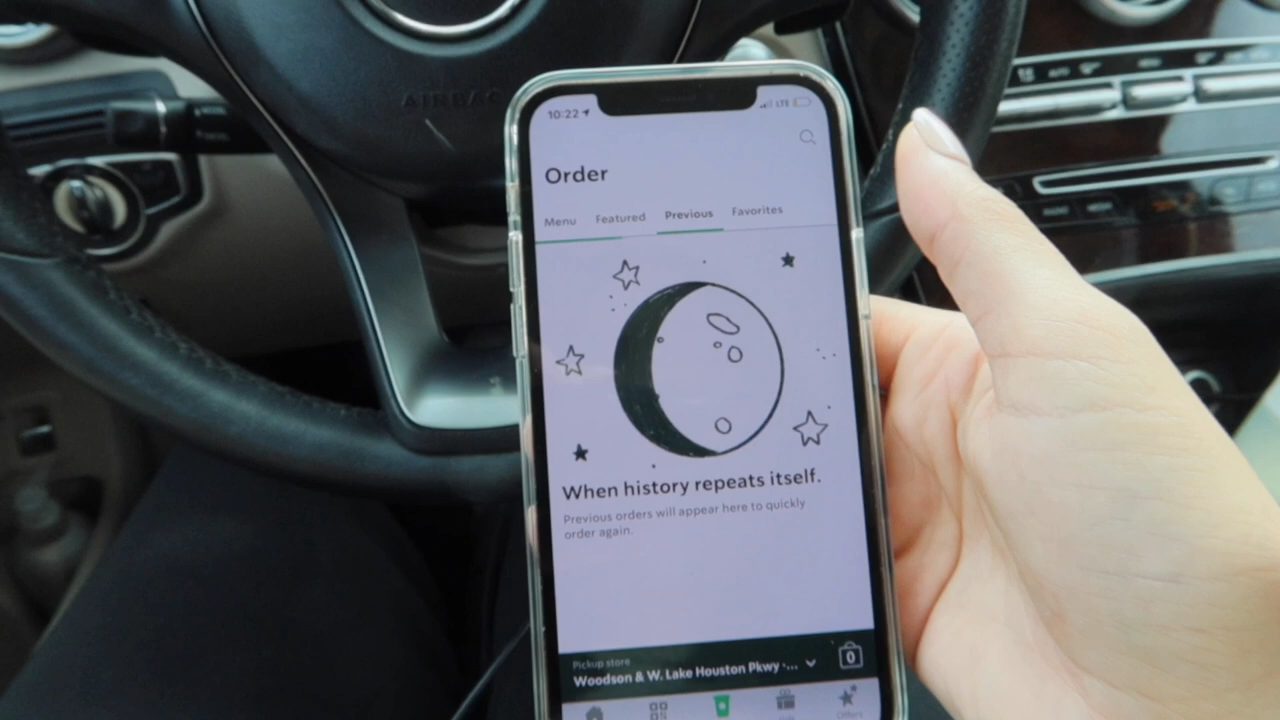 AIRBAG
10:22
LTE
Order
Menu Featured Previous Favorites
When history repeats itself.
Previous orders will appear here to quickly
order again.
Pickup store
Woodson & W. Lake Houston Pkwy -...
0
Offers